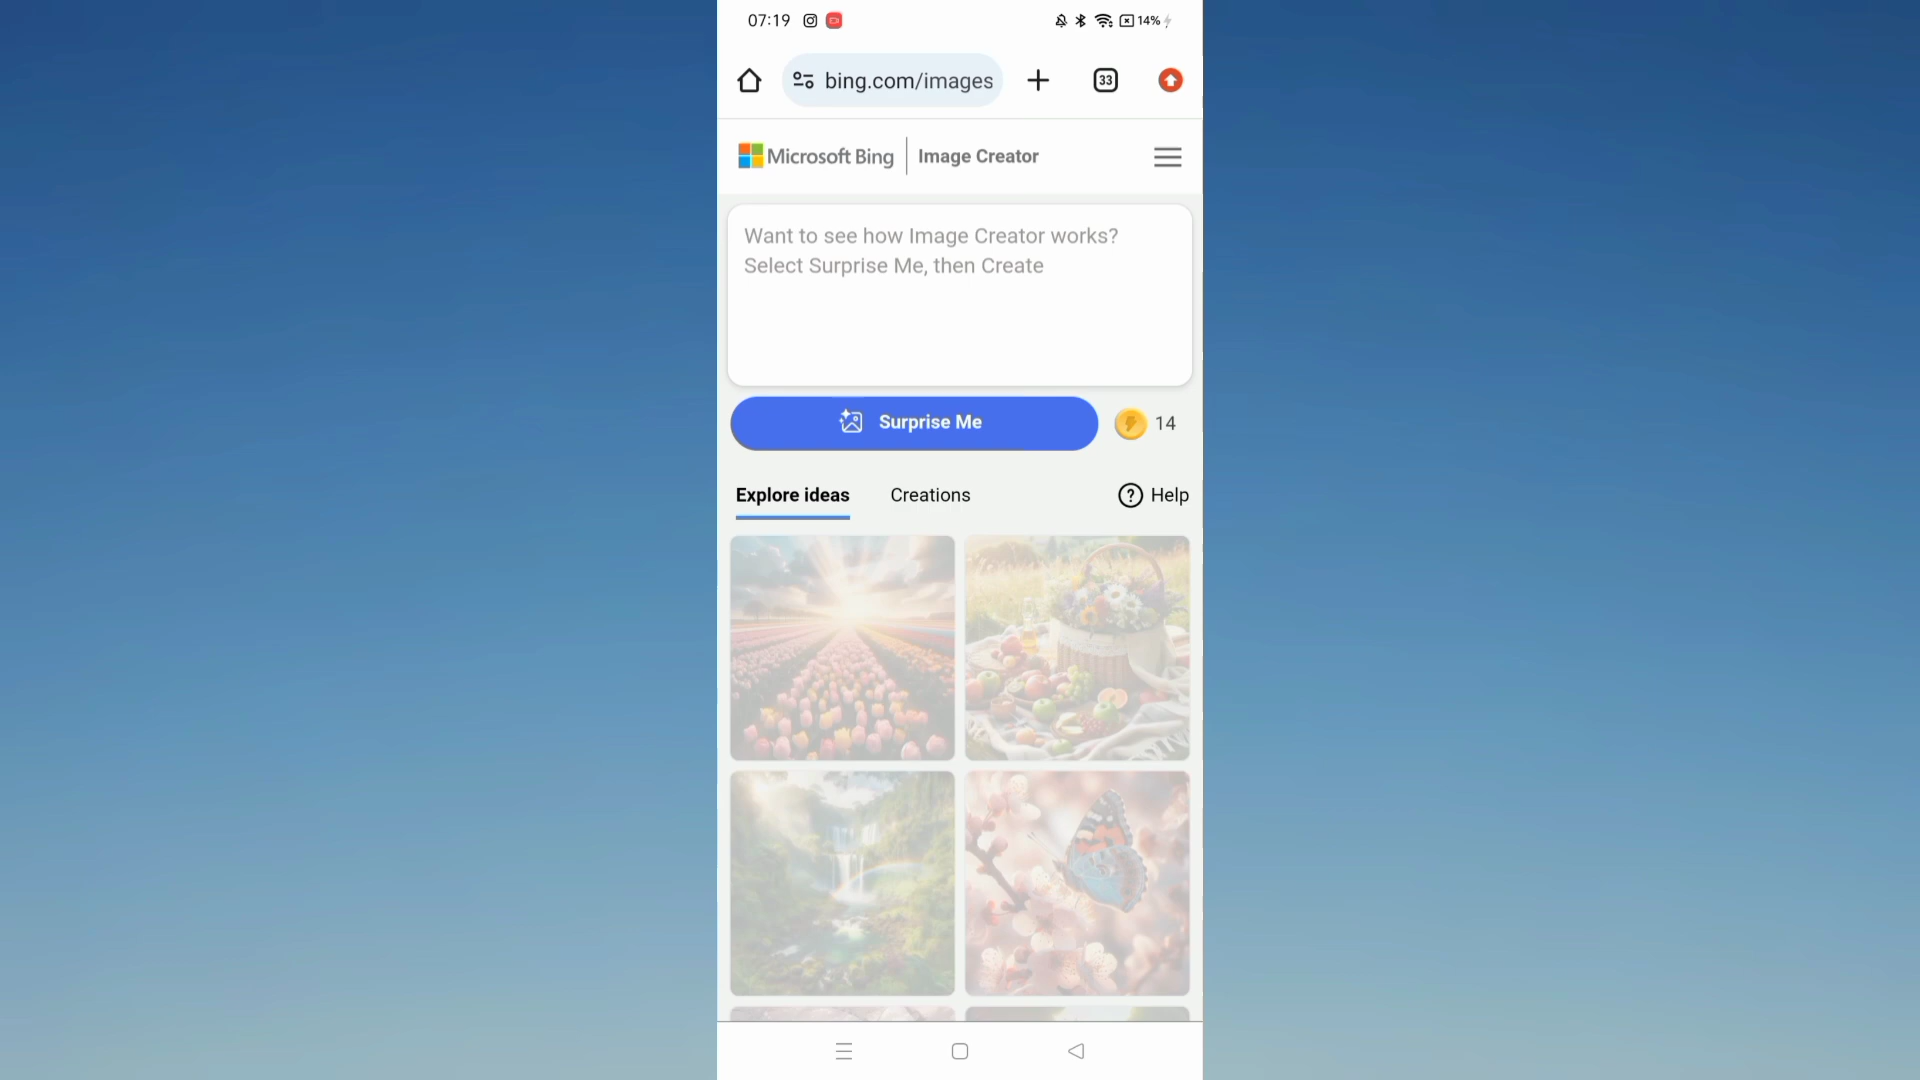 07:19
14%
bing.com/images
33
Microsoft Bing
Image Creator
Want to see how Image Creator works?
Select Surprise Me, then Create
Surprise Me
14
Explore ideas
Creations
Help